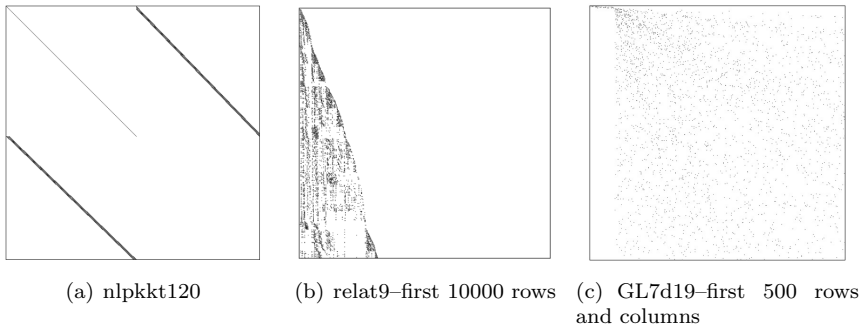 (a) nlpkkt120
(b) relat9–first 10000 rows
(c) GL7d19–first 500 rows
and columns